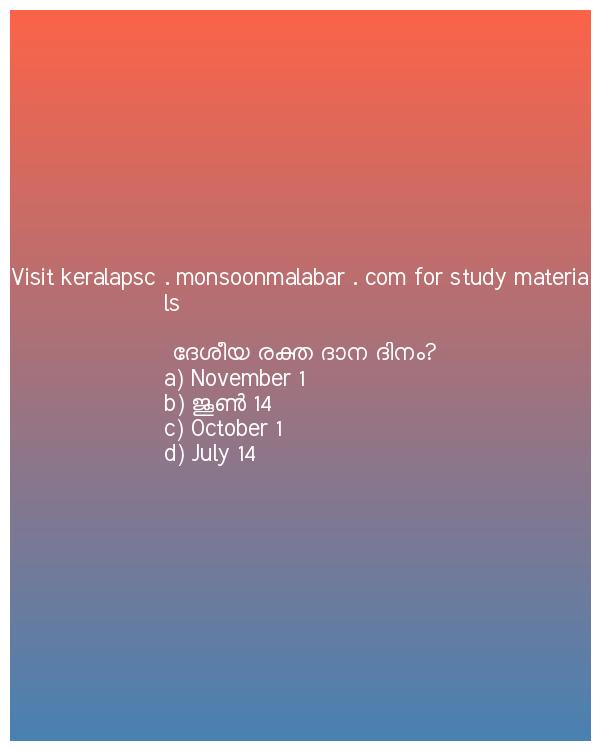 Visit keralapsc . monsoonmalabar . com for study materia
ls
ദേശീയ രക്ത ദാന ദിനം?
a) November 1
b) ജൂൺ 14
c) October 1
d) July 14